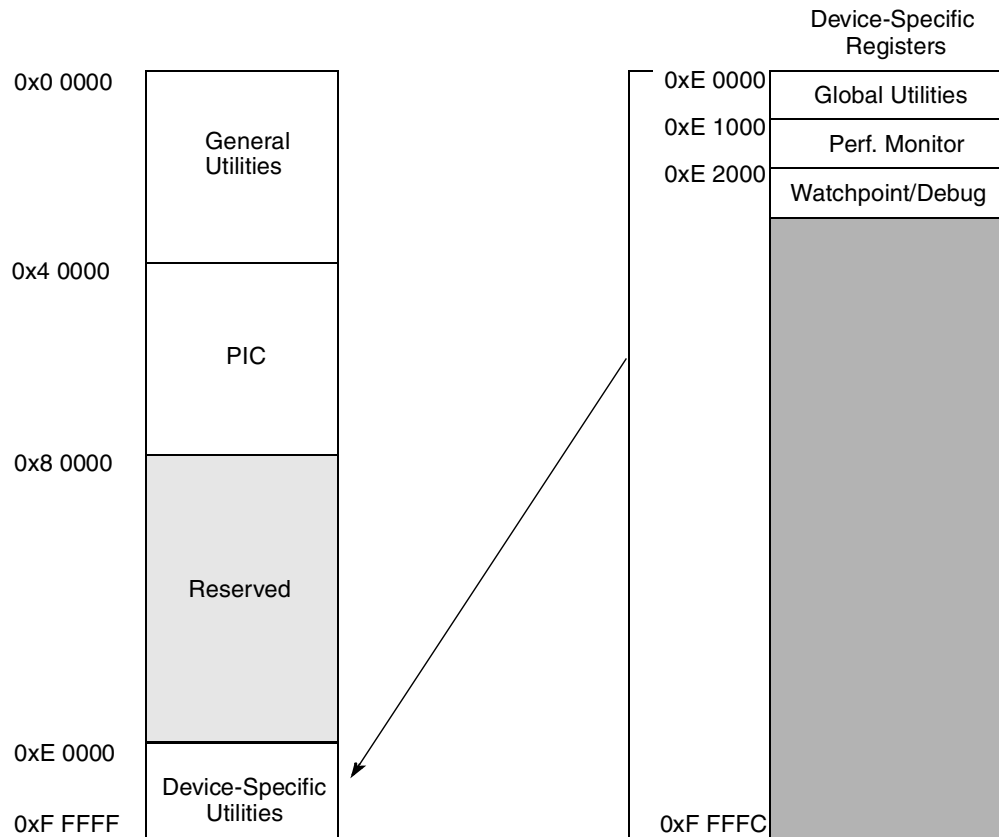 Device-Specific
Registers
0x0 0000
General
Utilities
0x4 0000
PIC
0x8 0000
Reserved
0xE 0000
Device-Specific
Utilities
0xF FFFF
0xE 0000
Global Utilities
0xE 1000
Perf. Monitor
0xE 2000
Watchpoint/Debug
0xF FFFC